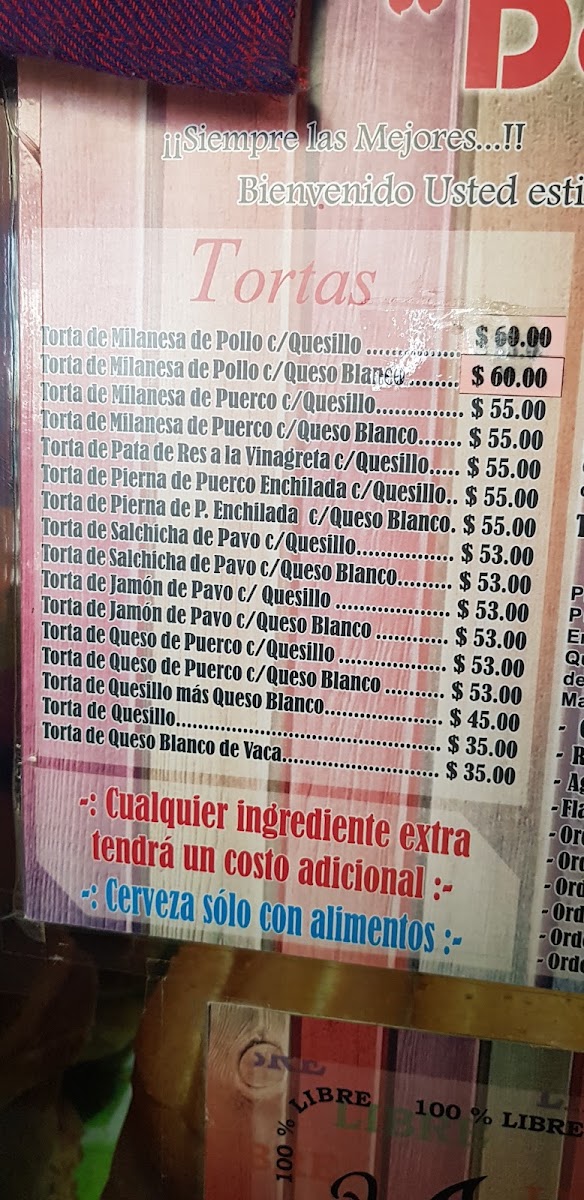 ¡¡Siempre las Mejores...!!
Bienvenido Usted esti
Tortas
Torta de Milanesa de Pollo c/Quesillo ................ $ 60.00
Torta de Milanesa de Pollo c/Queso Blanco ......... $ 60.00
Torta de Milanesa de Puerco c/Quesillo............... $ 55.00
Torta de Milanesa de Puerco c/Queso Blanco....... $ 55.00
Torta de Pata de Res a la Vinagreta c/Quesillo..... $ 55.00
Torta de Pierna de Puerco Enchilada c/Quesillo.. $ 55.00
Torta de Pierna de P. Enchilada c/Queso Blanco. $ 55.00
Torta de Salchicha de Pavo c/Quesillo................ $ 53.00
Torta de Salchicha de Pavo c/Queso Blanco........ $ 53.00
Torta de Jamón de Pavo c/ Quesillo ................... $ 53.00
Torta de Jamón de Pavo c/Queso Blanco ............ $ 53.00
Torta de Queso de Puerco c/Quesillo .................. $ 53.00
Torta de Queso de Puerco c/Queso Blanco .......... $ 53.00
Torta de Quesillo más Queso Blanco.................... $ 45.00
Torta de Quesillo............................................. $ 35.00
Torta de Queso Blanco de Vaca.......................... $ 35.00
-: Cualquier ingrediente extra
tendrá un costo adicional :-
-: Cerveza sólo con alimentos :-
- Ord
- Ord
- Ord
- Ord
- Ord
- Ord
100 % LIBRE
100 % LIBRE